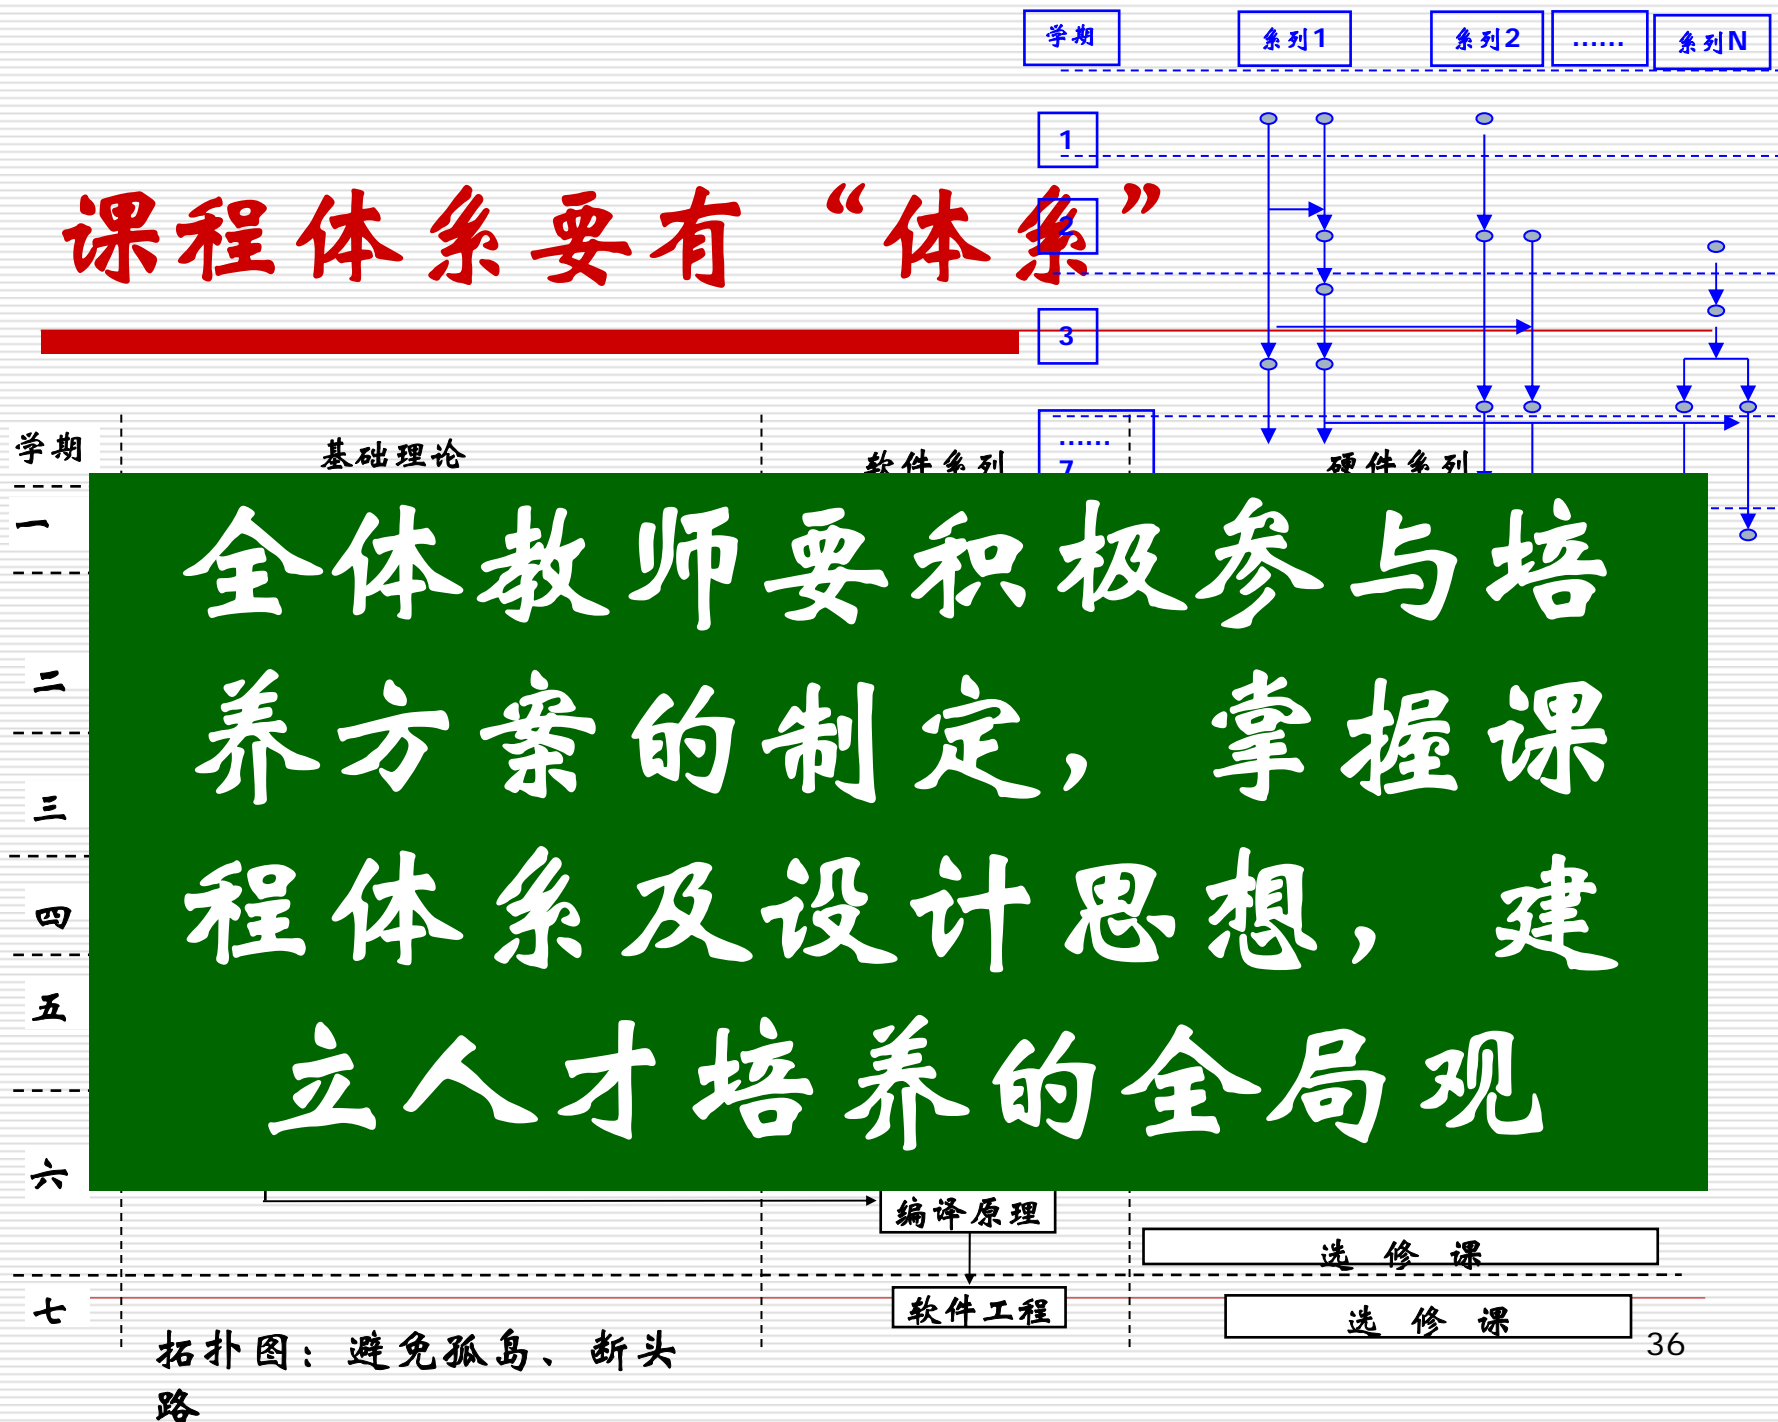 学期 系列1 系列2 …… 系列N
1
课程体系要有 “体系”
2
3
……
7
学期 基础理论 软件系列 硬件系列
一
二
三
四
五
六
七
全体教师要积极参与培
养方案的制定，掌握课
程体系及设计思想，建
立人才培养的全局观
编译原理
选 修 课
软件工程
选 修 课
拓扑图：避免孤岛、断头
路
36